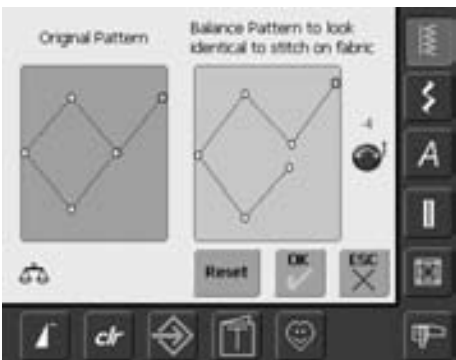 Original Pattern
Balance Pattern to look
identical to stitch on fabric
-4
A
Reset
OK
ESC
clr